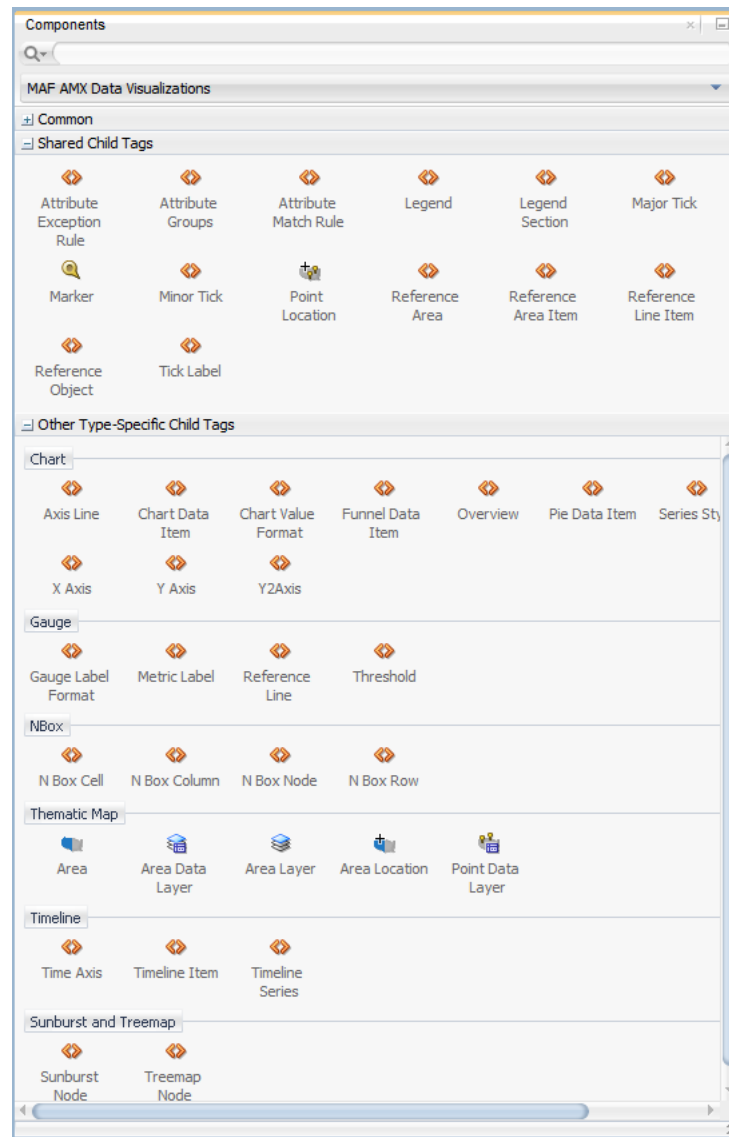 Components
MAF AMX Data Visualizations
Common
Shared Child Tags
Attribute Exception Rule
Attribute Groups
Attribute Match Rule
Legend
Legend Section
Major Tick
Marker
Minor Tick
Point Location
Reference Area
Reference Area Item
Reference Line Item
Reference Object
Tick Label
Other Type-Specific Child Tags
Chart
Axis Line
Chart Data Item
Chart Value Format
Funnel Data Item
Overview
Pie Data Item
Series Sty
X Axis
Y Axis
Y2Axis
Gauge
Gauge Label Format
Metric Label
Reference Line
Threshold
NBox
N Box Cell
N Box Column
N Box Node
N Box Row
Thematic Map
Area
Area Data Layer
Area Layer
Area Location
Point Data Layer
Timeline
Time Axis
Timeline Item
Timeline Series
Sunburst and Treemap
Sunburst Node
Treemap Node